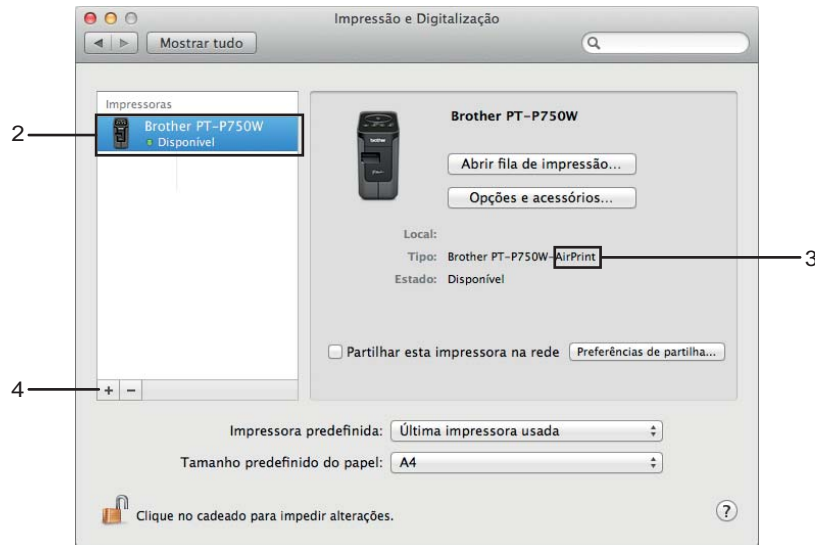 Impressão e Digitalização
Mostrar tudo
Impressoras
Brother PT-P750W
Disponível
2
Brother PT-P750W
Abrir fila de impressão...
Opções e acessórios...
Local:
Tipo: Brother PT-P750W-AirPrint
3
Estado: Disponível
Partilhar esta impressora na rede Preferências de partilha...
4
+ −
Impressora predefinida: Última impressora usada
Tamanho predefinido do papel: A4
Clique no cadeado para impedir alterações.
?